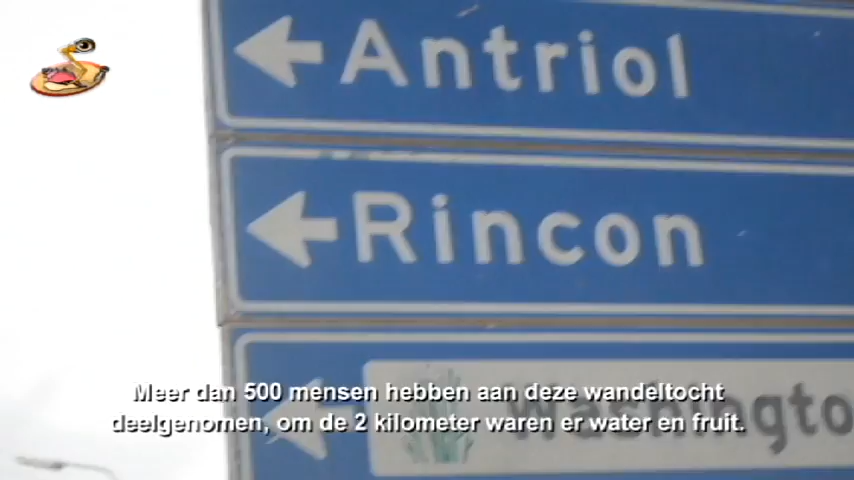 Antriol
Rincon
Washingto
Meer dan 500 mensen hebben aan deze wandeltocht
deelgenomen, om de 2 kilometer waren er water en fruit.